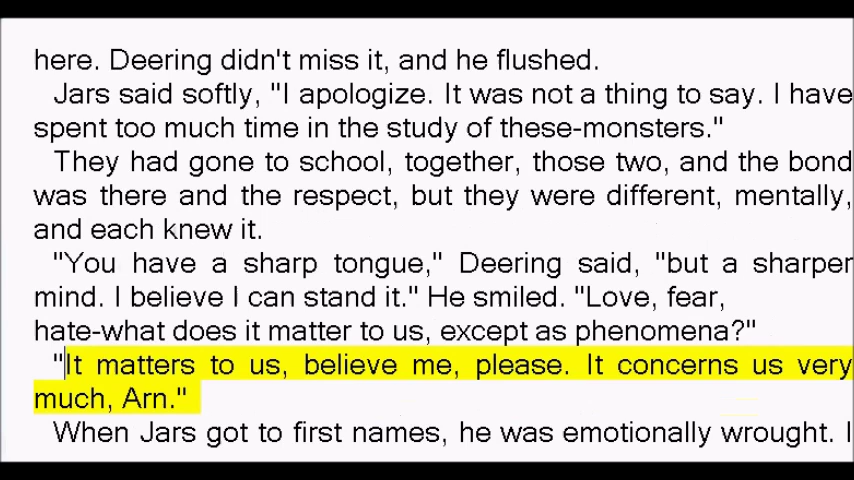 here. Deering didn't miss it, and he flushed.
Jars said softly, "I apologize. It was not a thing to say. I have
spent too much time in the study of these-monsters."
They had gone to school, together, those two, and the bond
was there and the respect, but they were different, mentally,
and each knew it.
"You have a sharp tongue," Deering said, "but a sharper
mind. I believe I can stand it." He smiled. "Love, fear,
hate-what does it matter to us, except as phenomena?"
"It matters to us, believe me, please. It concerns us very
much, Arn."
When Jars got to first names, he was emotionally wrought. I